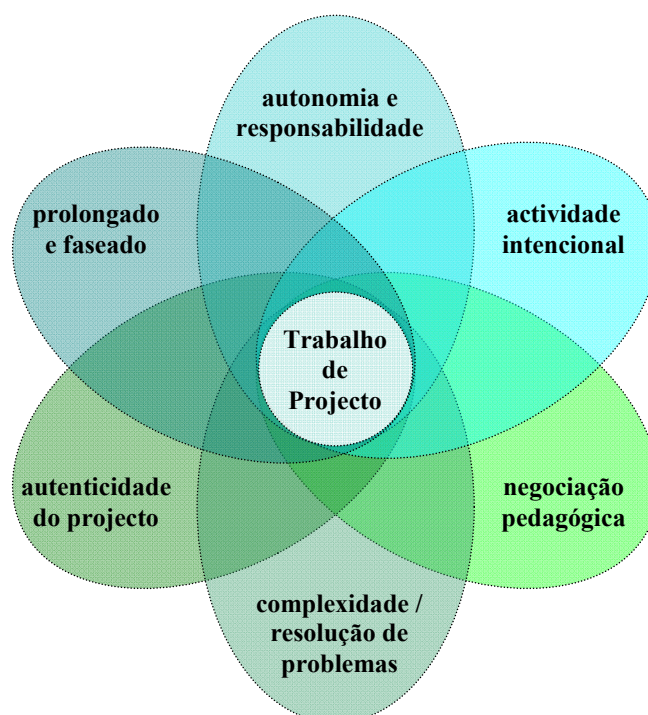 autonomia e
responsabilidade
prolongado
e faseado
actividade
intencional
Trabalho
de
Projecto
autenticidade
do projecto
negociação
pedagógica
complexidade /
resolução de
problemas